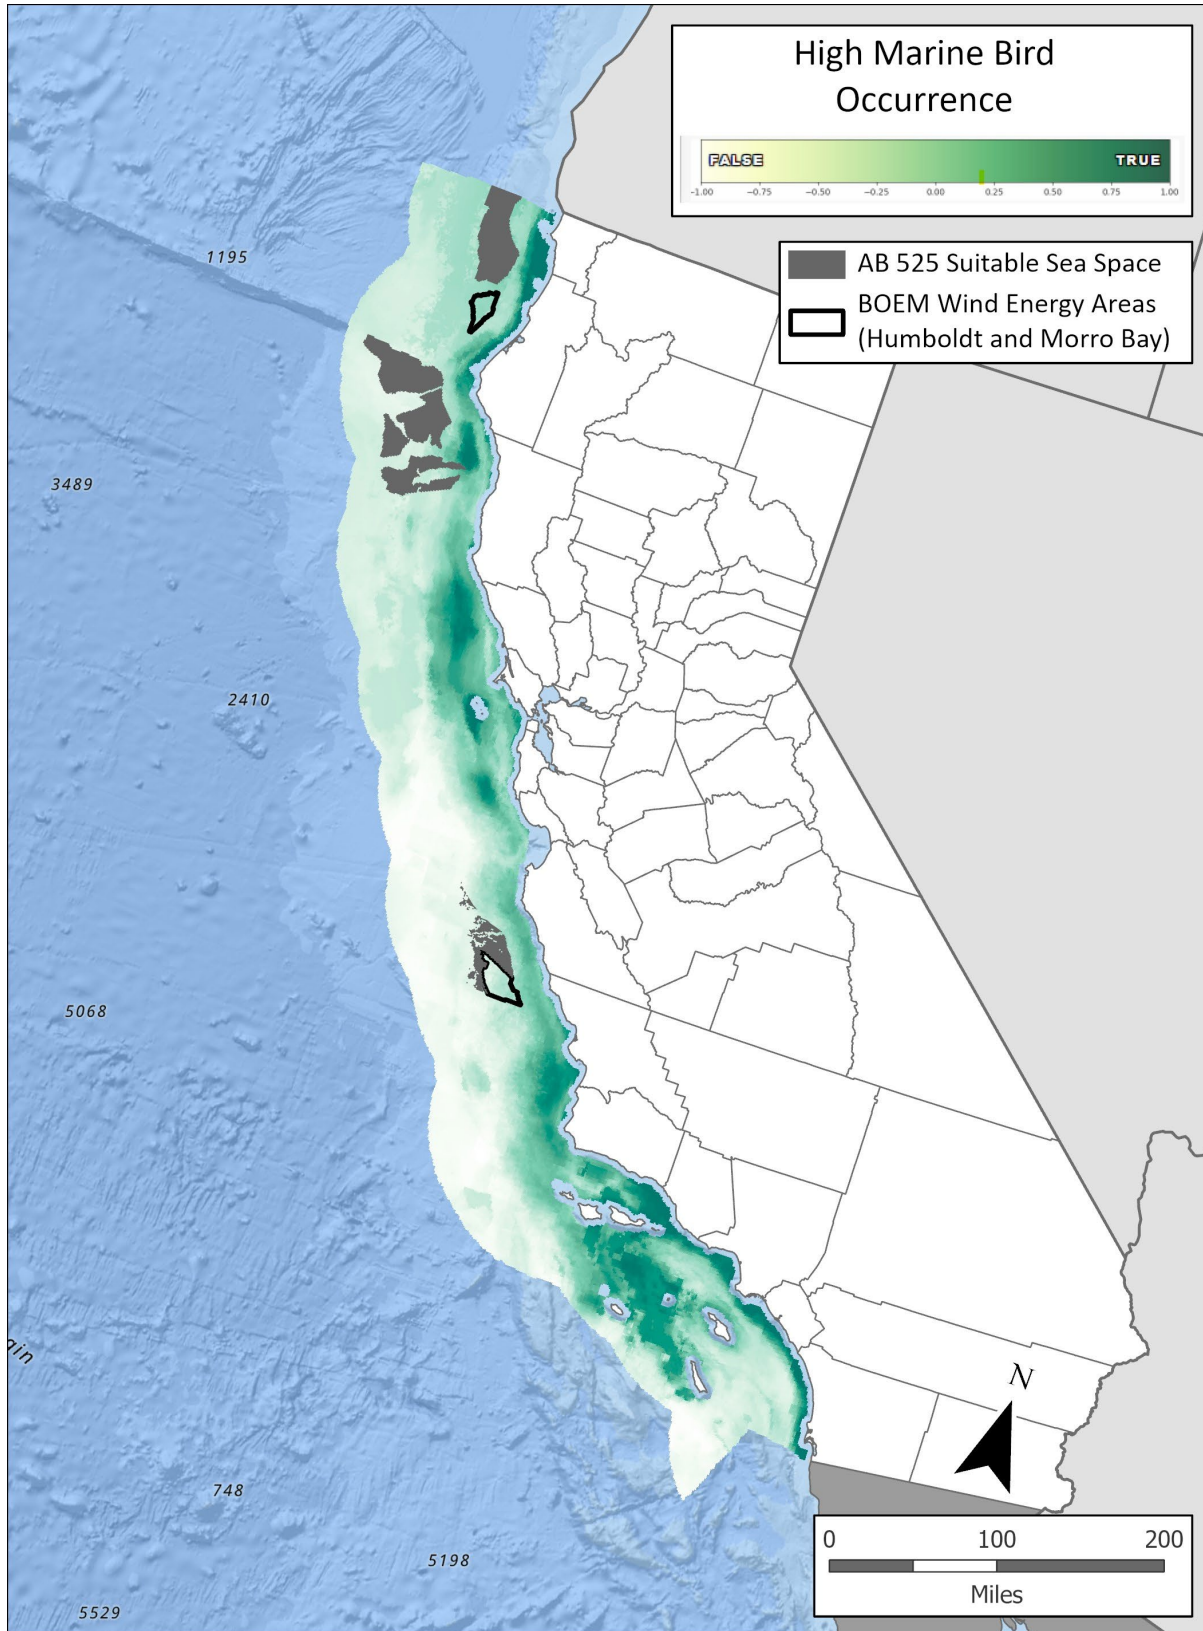 High Marine Bird
Occurrence
FALSE
TRUE
-1.00 -0.75 -0.50 -0.25 0.00 0.25 0.50 0.75 1.00
AB 525 Suitable Sea Space
BOEM Wind Energy Areas
(Humboldt and Morro Bay)
1195
3489
2410
5068
gin
N
748
5198
5529
0 100 200
Miles